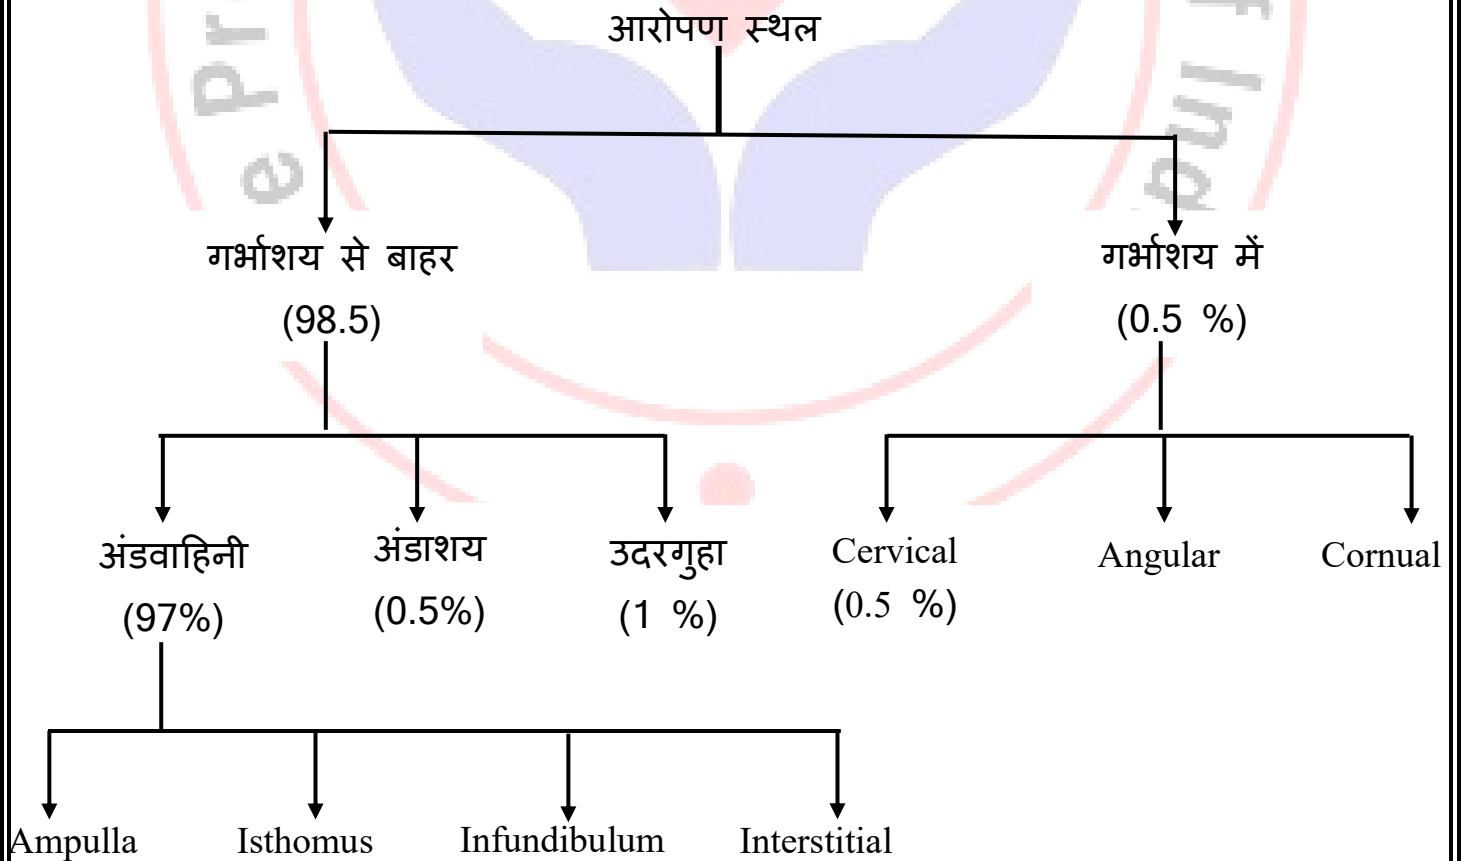 आरोपण स्थल
गर्भाशय से बाहर
(98.5)
गर्भाशय में
(0.5 %)
अंडवाहिनी
(97%)
अंडाशय
(0.5%)
उदरगुहा
(1 %)
Cervical
(0.5 %)
Angular
Cornual
Ampulla
Isthomus
Infundibulum
Interstitial